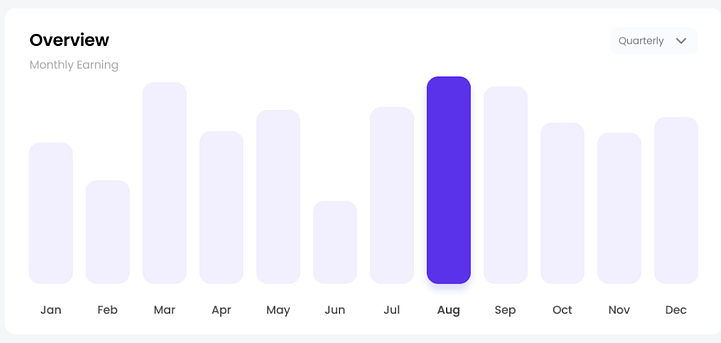 Overview
Quarterly
Monthly Earning
Jan Feb Mar Apr May Jun Jul Aug Sep Oct Nov Dec